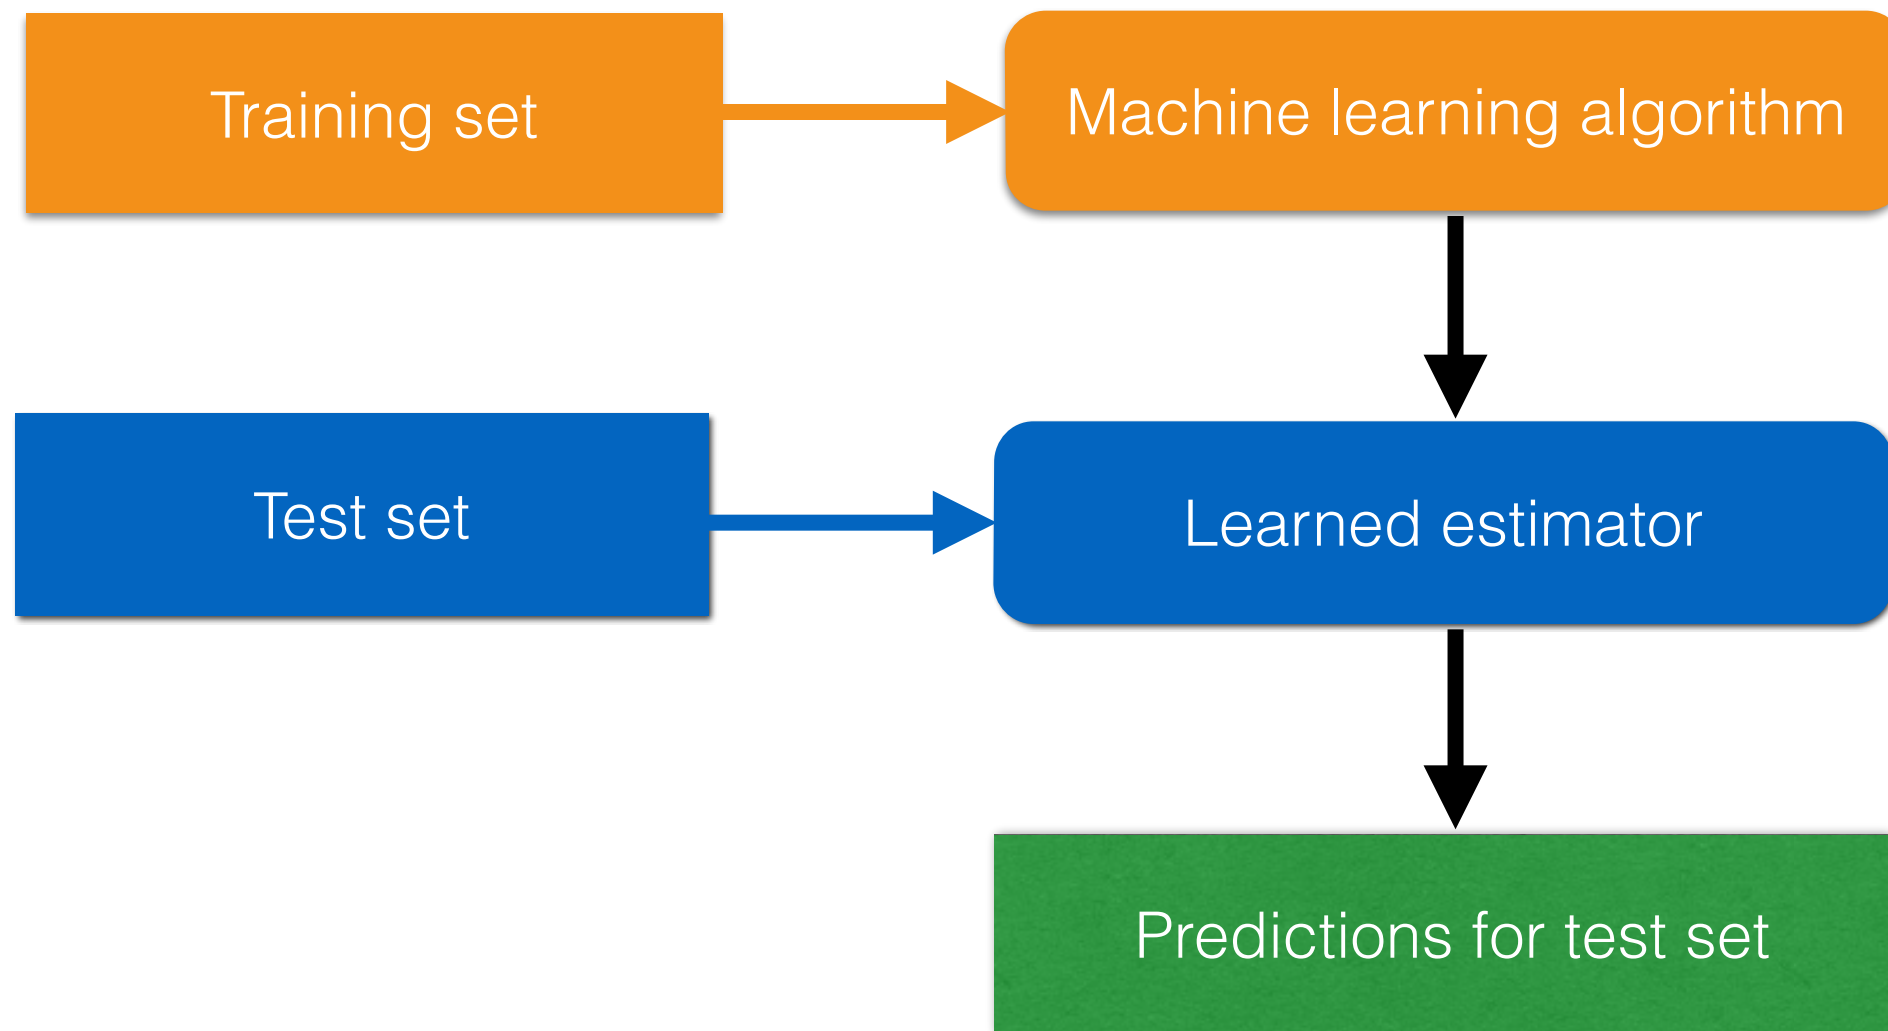 Training set
Machine learning algorithm
Test set
Learned estimator
Predictions for test set